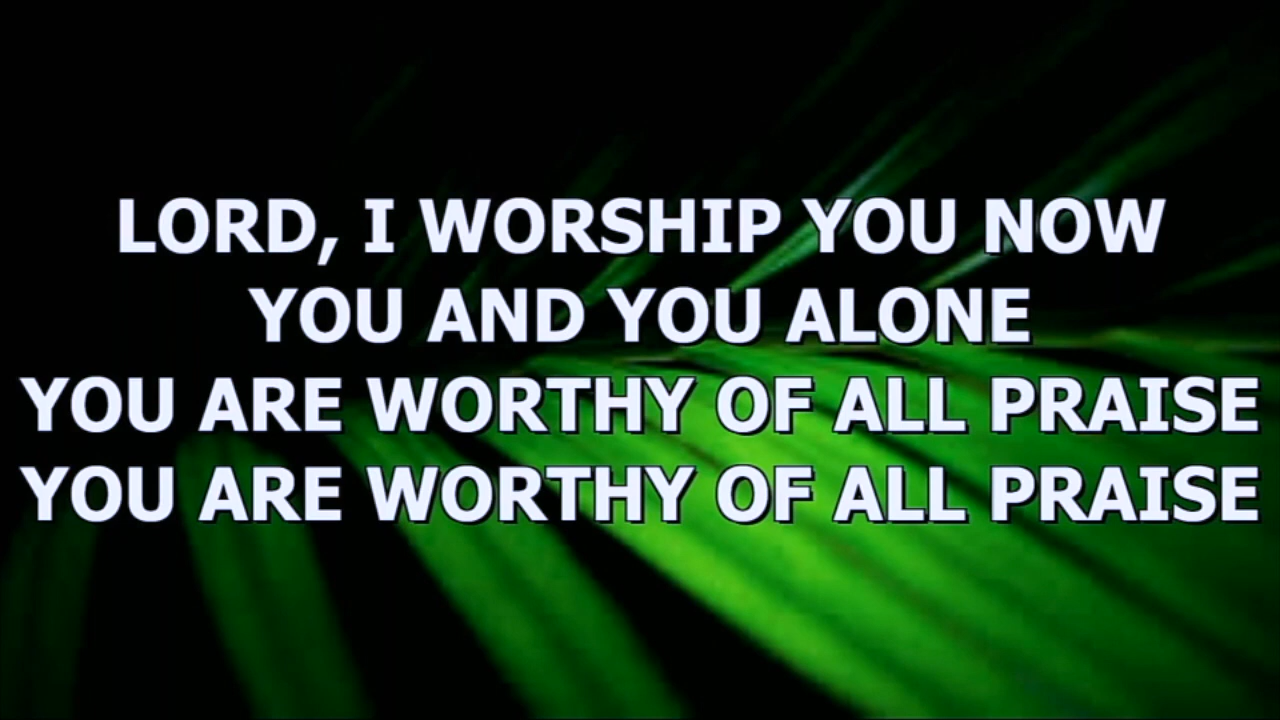 LORD, I WORSHIP YOU NOW
YOU AND YOU ALONE
YOU ARE WORTHY OF ALL PRAISE
YOU ARE WORTHY OF ALL PRAISE